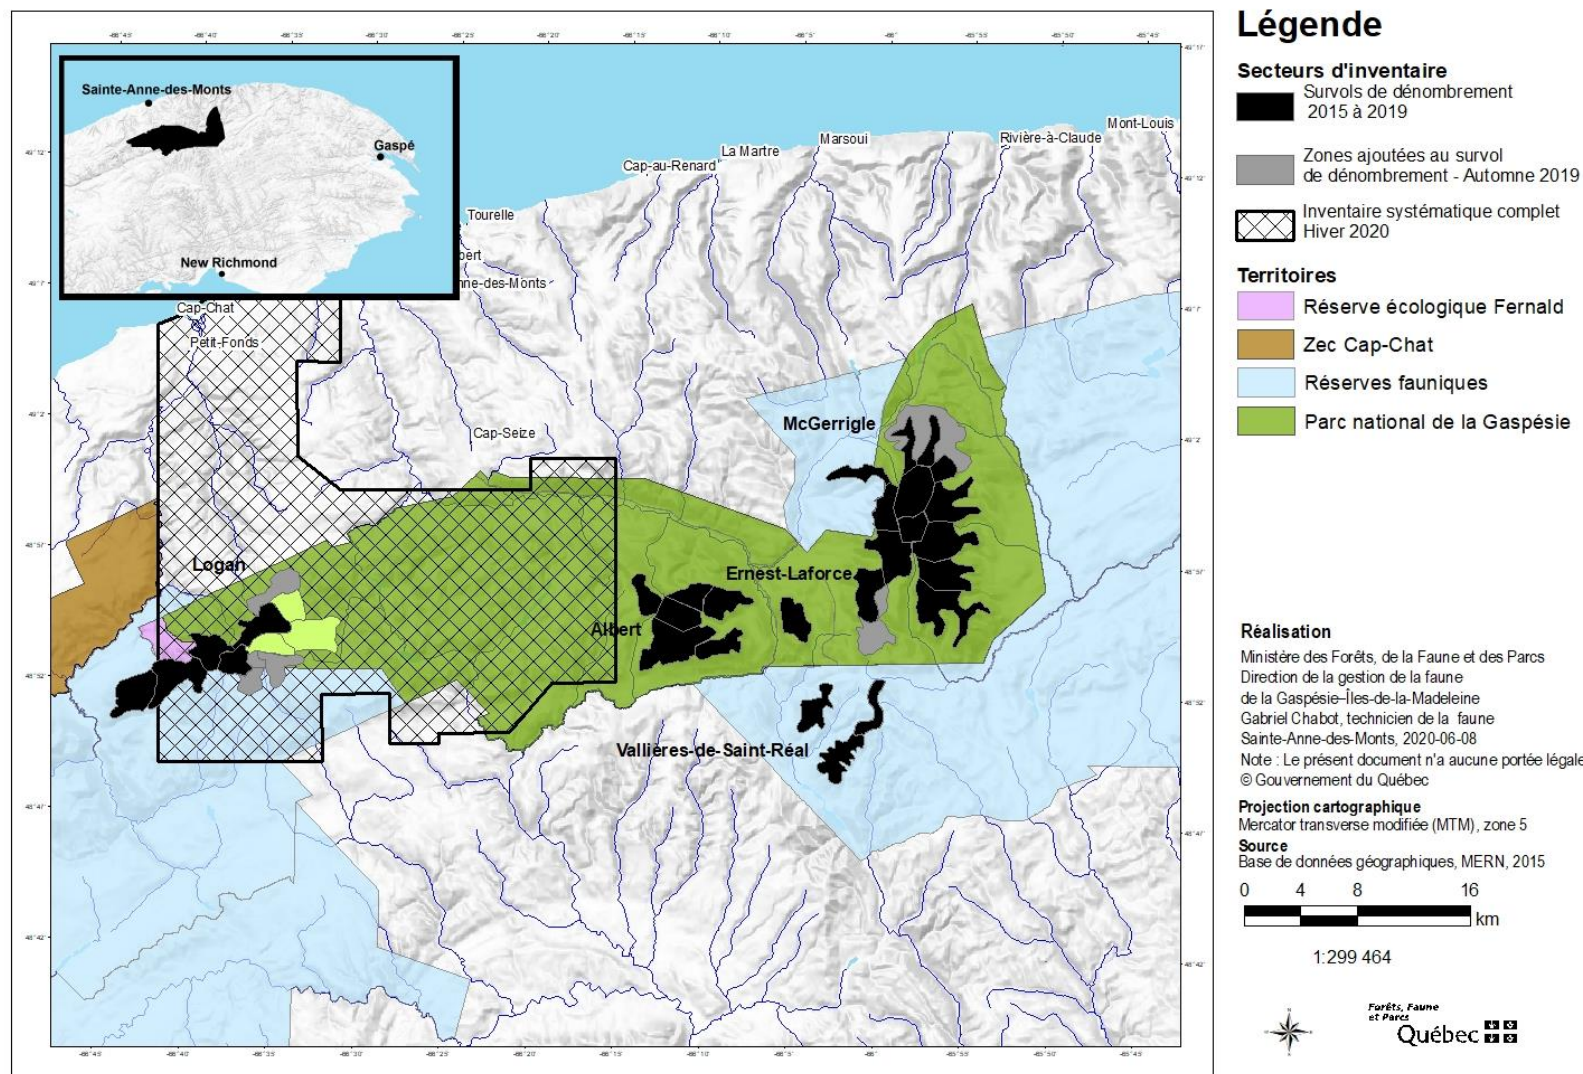 Légende
Secteurs d'inventaire
Survols de dénombrement
2015 à 2019
Zones ajoutées au survol
de dénombrement - Automne 2019
Inventaire systématique complet
Hiver 2020
Territoires
Réserve écologique Fernald
Zec Cap-Chat
Réserves fauniques
Parc national de la Gaspésie
Sainte-Anne-des-Monts
Gaspé
New Richmond
Mont-Louis
Rivière-à-Claude
Marsoui
La Martre
Cap-au-Renard
Tourelle
bert
nne-des-Monts
Cap-Chat
Petit-Fonds
Cap-Seize
McGerrigle
Logan
Ernest-Laforce
Albert
Vallières-de-Saint-Réal
Réalisation
Ministère des Forêts, de la Faune et des Parcs
Direction de la gestion de la faune
de la Gaspésie–Îles-de-la-Madeleine
Gabriel Chabot, technicien de la faune
Sainte-Anne-des-Monts, 2020-06-08
Note : Le présent document n'a aucune portée légale
© Gouvernement du Québec
Projection cartographique
Mercator transverse modifiée (MTM), zone 5
Source
Base de données géographiques, MERN, 2015
0 4 8 16
km
1:299 464
Forêts, Faune
et Parcs
Québec